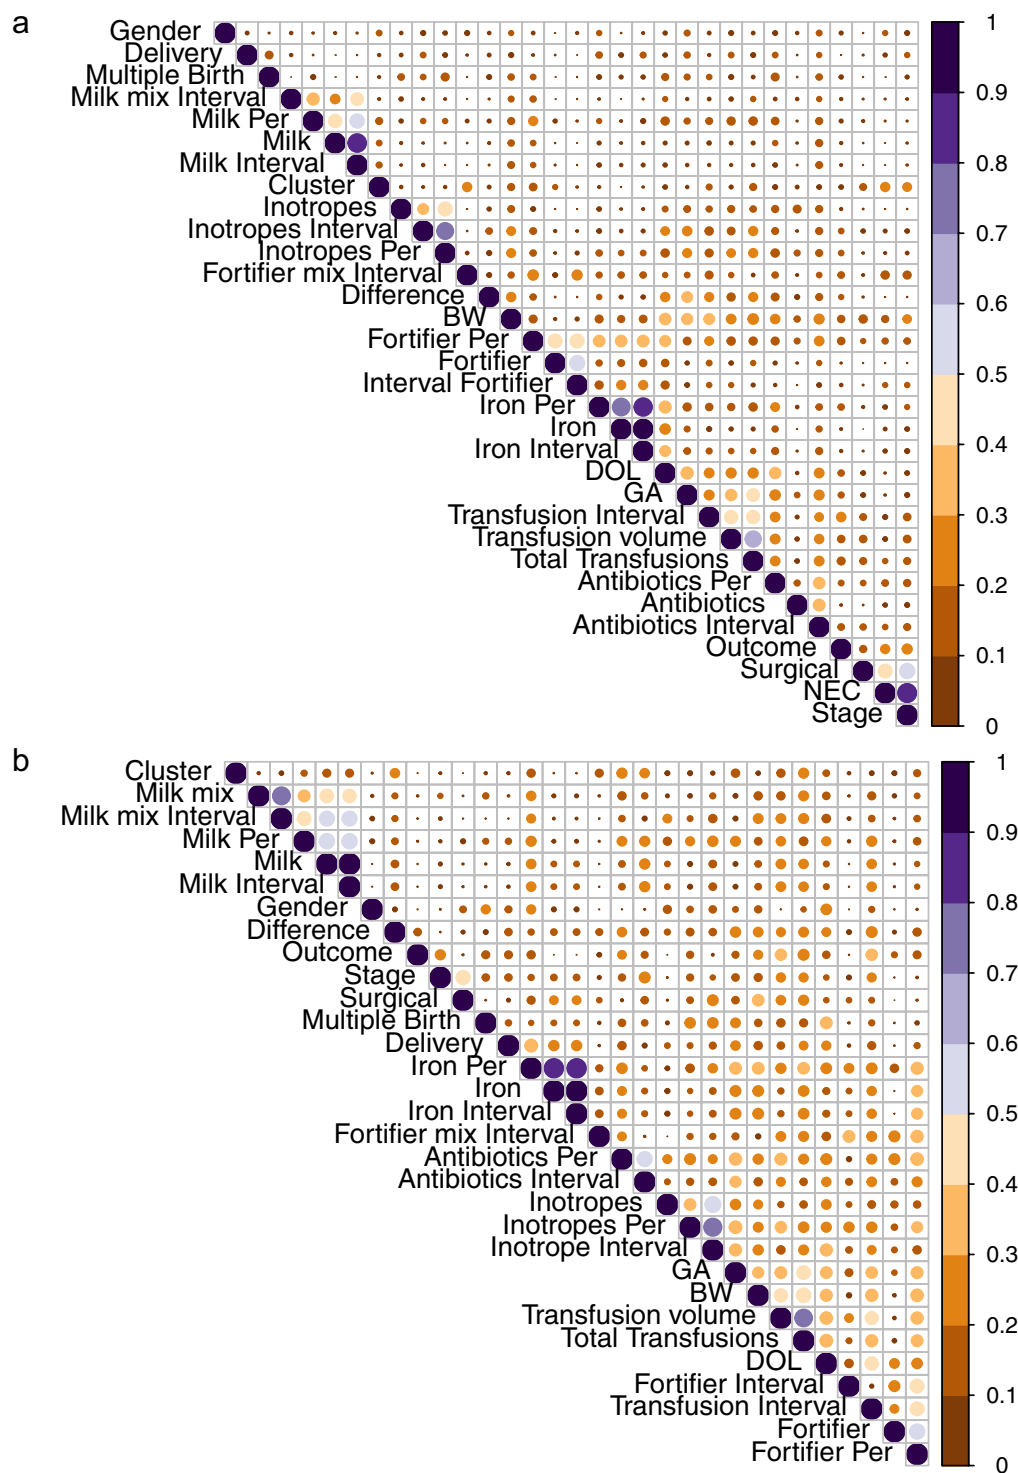 a
Gender
Delivery
Multiple Birth
Milk mix Interval
Milk Per
Milk
Milk Interval
Cluster
Inotropes
Inotropes Interval
Inotropes Per
Fortifier mix Interval
Difference
BW
Fortifier Per
Fortifier
Interval Fortifier
Iron Per
Iron
Iron Interval
DOL
GA
Transfusion Interval
Transfusion volume
Total Transfusions
Antibiotics Per
Antibiotics
Antibiotics Interval
Outcome
Surgical
NEC
Stage
1
0.9
0.8
0.7
0.6
0.5
0.4
0.3
0.2
0.1
0
b
Cluster
Milk mix
Milk mix Interval
Milk Per
Milk
Milk Interval
Gender
Difference
Outcome
Stage
Surgical
Multiple Birth
Delivery
Iron Per
Iron
Iron Interval
Fortifier mix Interval
Antibiotics Per
Antibiotics Interval
Inotropes
Inotropes Per
Inotrope Interval
GA
BW
Transfusion volume
Total Transfusions
DOL
Fortifier Interval
Transfusion Interval
Fortifier
Fortifier Per
1
0.9
0.8
0.7
0.6
0.5
0.4
0.3
0.2
0.1
0